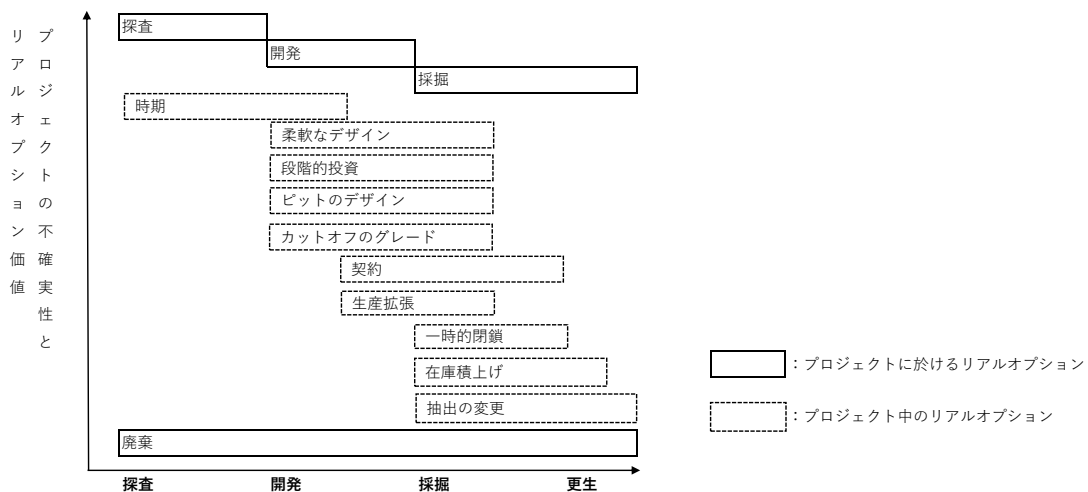 プロジェクトの不確実性と
リアルオプション価値
探査
開発
採掘
時期
柔軟なデザイン
段階的投資
ピットのデザイン
カットオフのグレード
契約
生産拡張
一時的閉鎖
在庫積上げ
抽出の変更
廃棄
探査 開発 採掘 更生
：プロジェクトに於けるリアルオプション
：プロジェクト中のリアルオプション